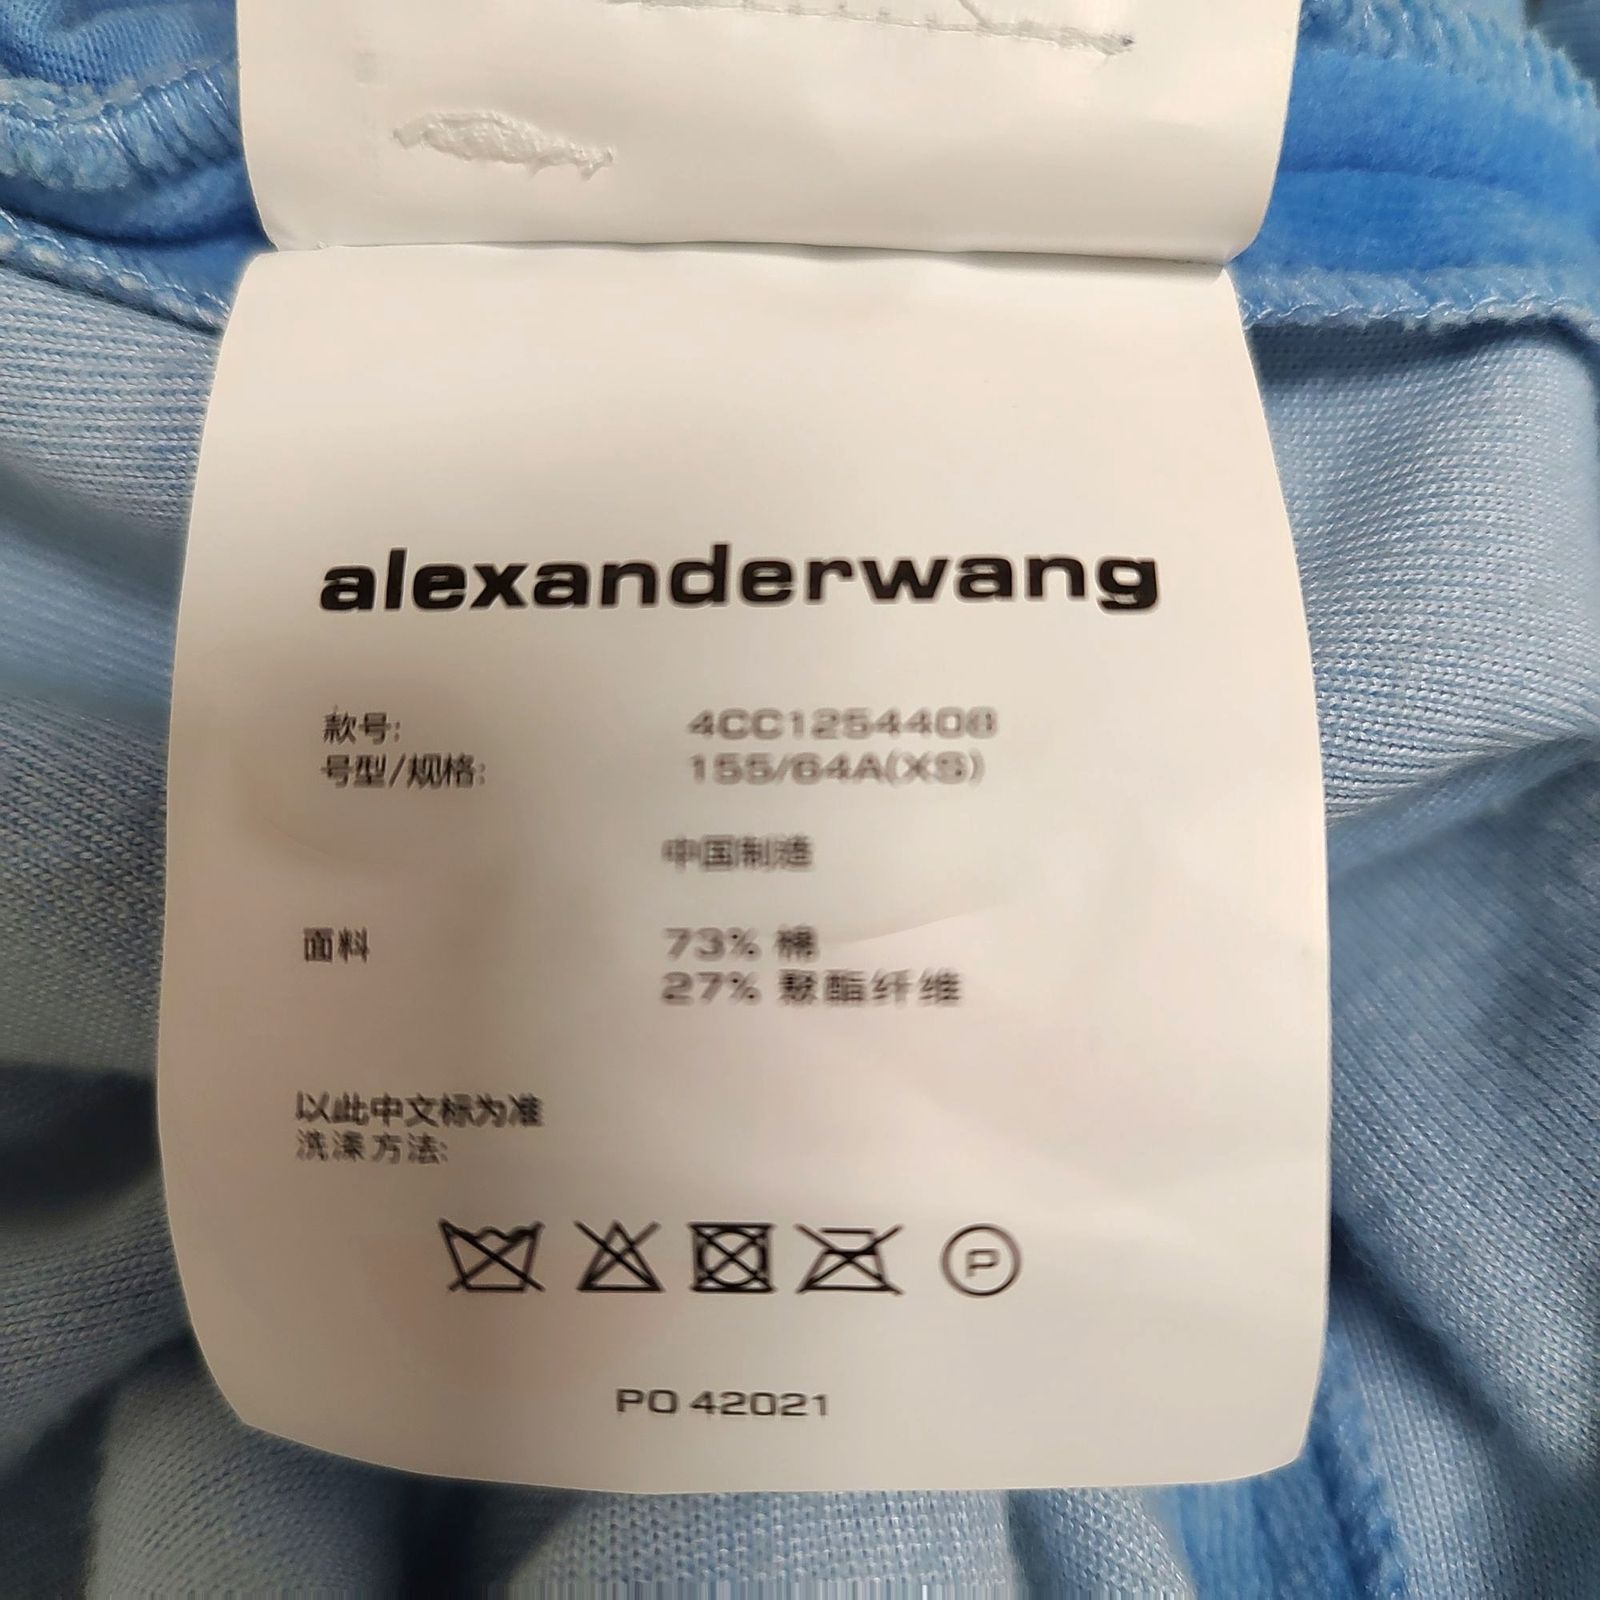 alexanderwang
款号: 4CC1254408
号型/规格: 155/64A(XS)
中国制造
面料 73% 棉
27% 聚酯纤维
以此中文标为准
洗涤方法:
P
PO 42021